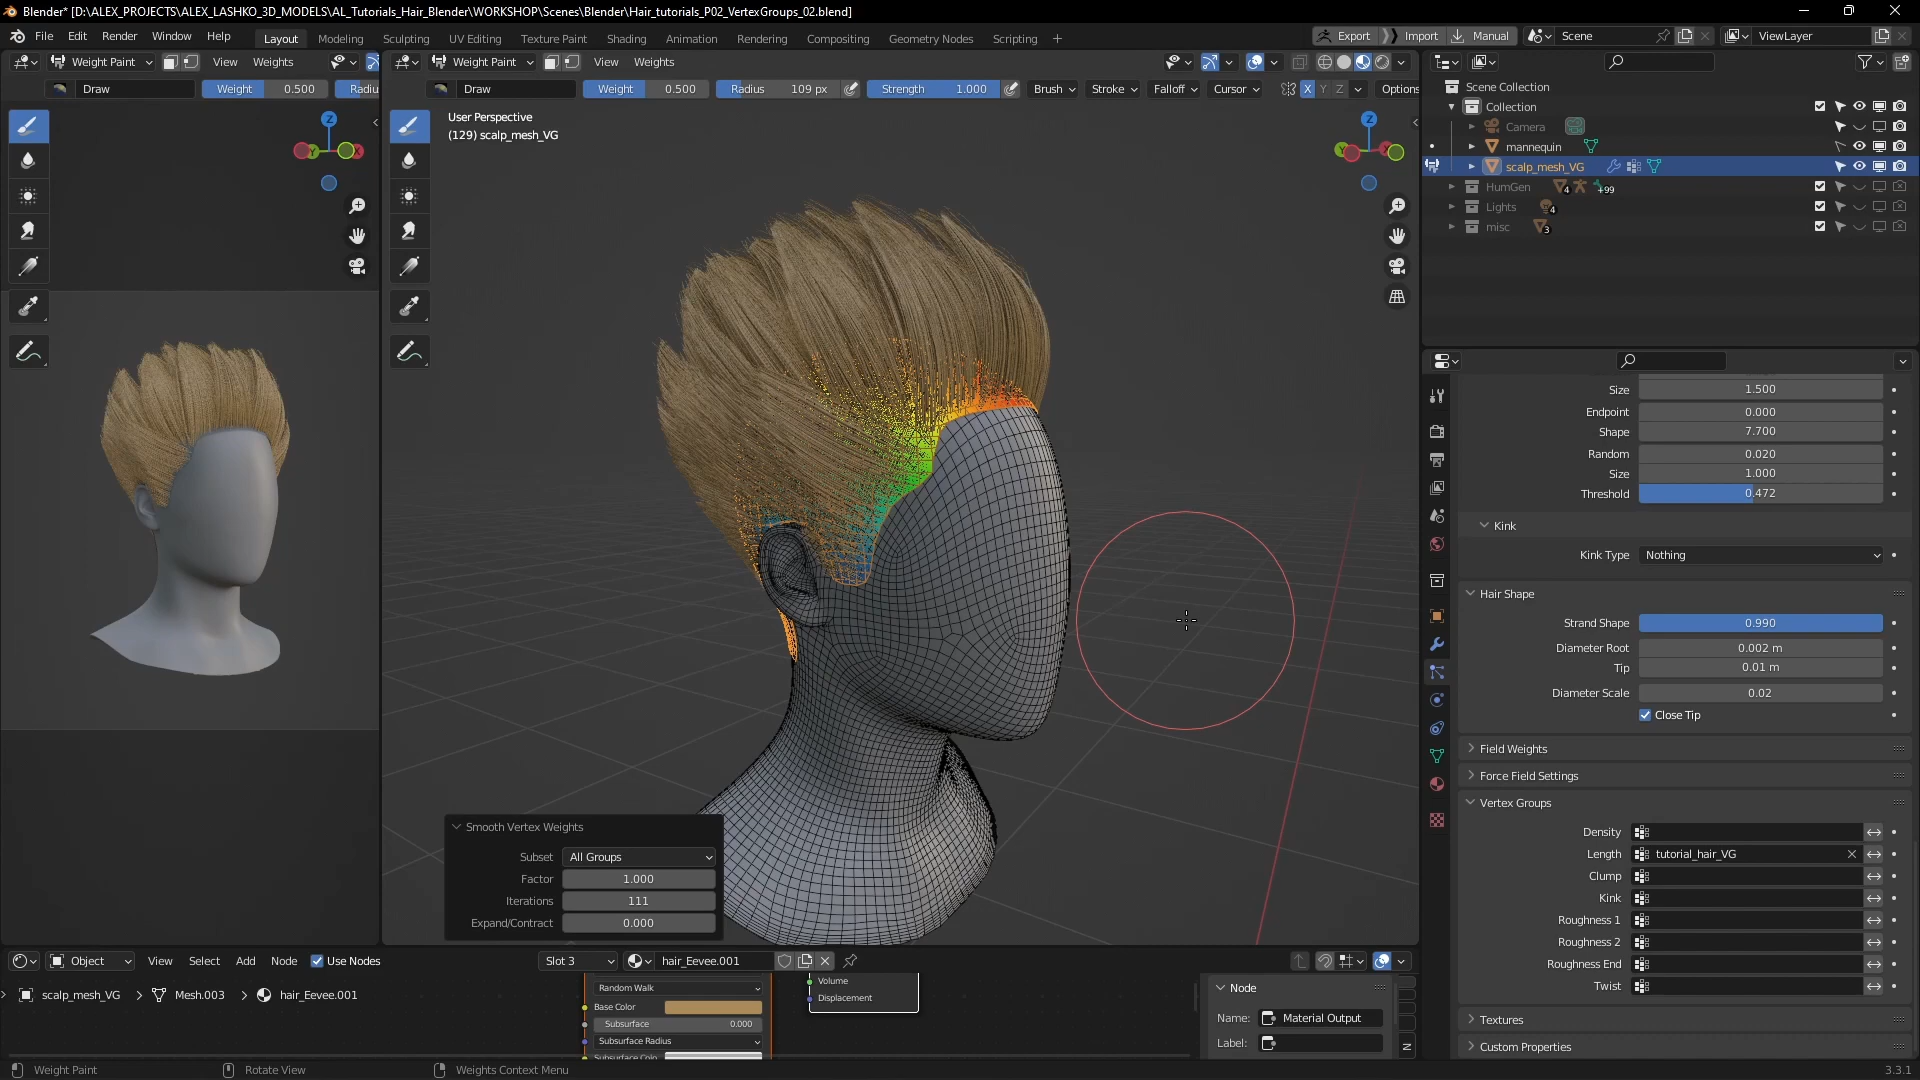 Blender* [D:\ALEX_PROJECTS\ALEX_LASHKO_3D_MODELS\AL_Tutorials_Hair_Blender\WORKSHOP\Scenes\Blender\Hair_tutorials_P02_VertexGroups_02.blend]
File Edit Render Window Help Layout Modeling Sculpting UV Editing Texture Paint Shading Animation Rendering Compositing Geometry Nodes Scripting + Export Import Manual Scene ViewLayer
Weight Paint View Weights
Draw Weight 0.500 Radiu
Weight Paint View Weights
Draw Weight 0.500 Radius 109 px Strength 1.000 Brush Stroke Falloff Cursor X Y Z Options
User Perspective
(129) scalp_mesh_VG
Z
Y
X
Z
Scene Collection
Collection
Camera
mannequin
scalp_mesh_VG
HumGen 4 +99
Lights 4
misc 3
Size 1.500
Endpoint 0.000
Shape 7.700
Random 0.020
Size 1.000
Threshold 0.472
Kink
Kink Type Nothing
Hair Shape
Strand Shape 0.990
Diameter Root 0.002 m
Tip 0.01 m
Diameter Scale 0.02
Close Tip
Field Weights
Force Field Settings
Vertex Groups
Density
Length tutorial_hair_VG
Clump
Kink
Roughness 1
Roughness 2
Roughness End
Twist
Textures
Custom Properties
Smooth Vertex Weights
Subset All Groups
Factor 1.000
Iterations 111
Expand/Contract 0.000
Object View Select Add Node Use Nodes Slot 3 hair_Eevee.001
scalp_mesh_VG > Mesh.003 > hair_Eevee.001
Random Walk
Base Color
Subsurface 0.000
Subsurface Radius
Subsurface Colo
Volume
Displacement
Node
Name: Material Output
Label:
N
Weight Paint Rotate View Weights Context Menu 3.3.1